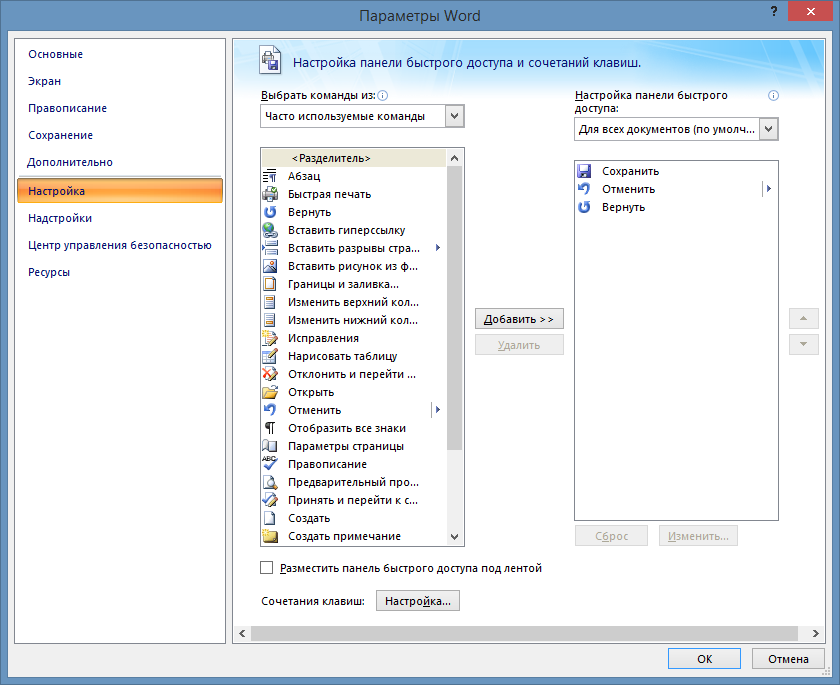 Параметры Word
?
Основные
Экран
Правописание
Сохранение
Дополнительно
Настройка
Надстройки
Центр управления безопасностью
Ресурсы
Настройка панели быстрого доступа и сочетаний клавиш.
Выбрать команды из:
Часто используемые команды
<Разделитель>
Абзац
Быстрая печать
Вернуть
Вставить гиперссылку
Вставить разрывы стра...
Вставить рисунок из ф...
Границы и заливка...
Изменить верхний кол...
Изменить нижний кол...
Исправления
Нарисовать таблицу
Отклонить и перейти ...
Открыть
Отменить
Отобразить все знаки
Параметры страницы
ABC
Правописание
Предварительный про...
Принять и перейти к с...
Создать
Создать примечание
Добавить >>
Удалить
Настройка панели быстрого
доступа:
Для всех документов (по умолч...
Сохранить
Отменить
Вернуть
Сброс
Изменить...
Разместить панель быстрого доступа под лентой
Сочетания клавиш:
Настройка...
ОК
Отмена